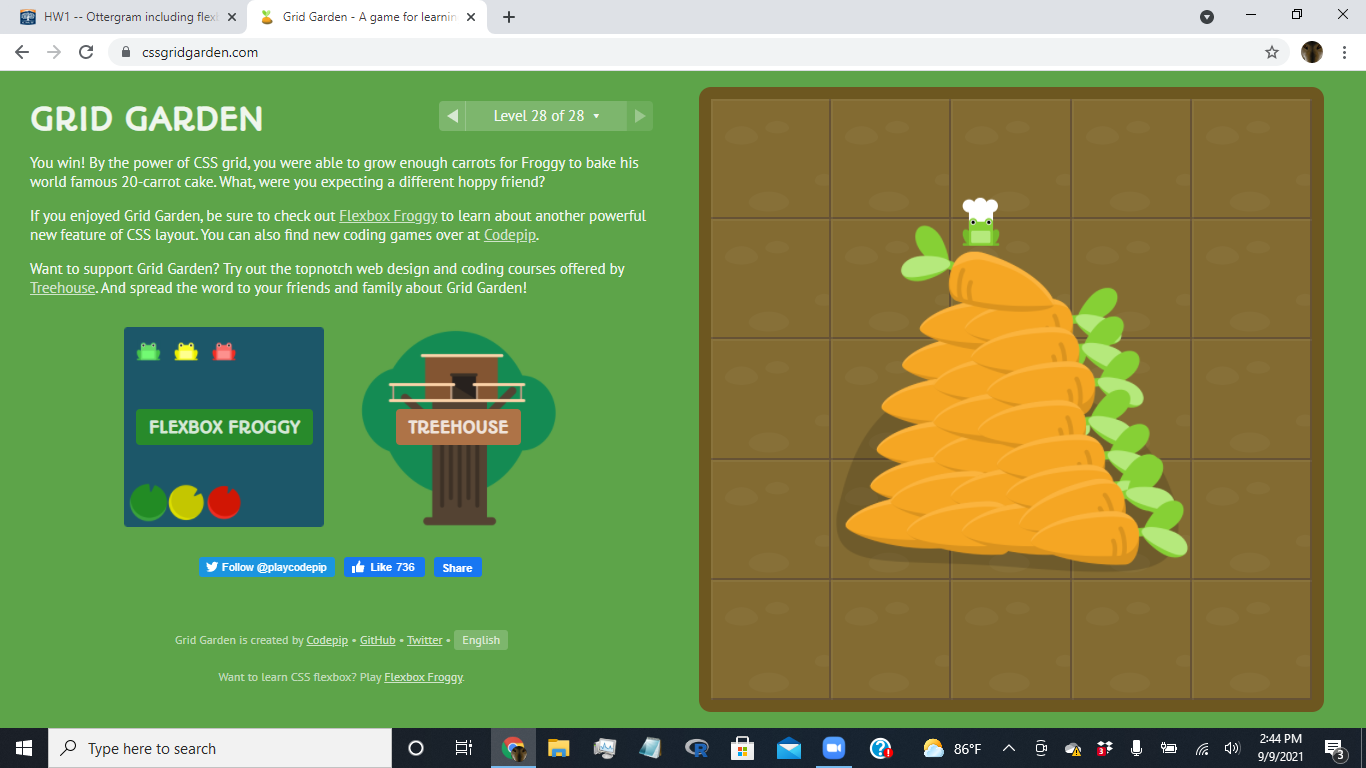 HW1 -- Ottergram including flex
Grid Garden - A game for learnin
cssgridgarden.com
GRID GARDEN
Level 28 of 28
You win! By the power of CSS grid, you were able to grow enough carrots for Froggy to bake his
world famous 20-carrot cake. What, were you expecting a different hoppy friend?
If you enjoyed Grid Garden, be sure to check out Flexbox Froggy to learn about another powerful
new feature of CSS layout. You can also find new coding games over at Codepip.
Want to support Grid Garden? Try out the topnotch web design and coding courses offered by
Treehouse. And spread the word to your friends and family about Grid Garden!
FLEXBOX FROGGY
TREEHOUSE
Follow @playcodepip Like 736 Share
Grid Garden is created by Codepip • GitHub • Twitter • English
Want to learn CSS flexbox? Play Flexbox Froggy.
Type here to search
86°F
2:44 PM
9/9/2021
3